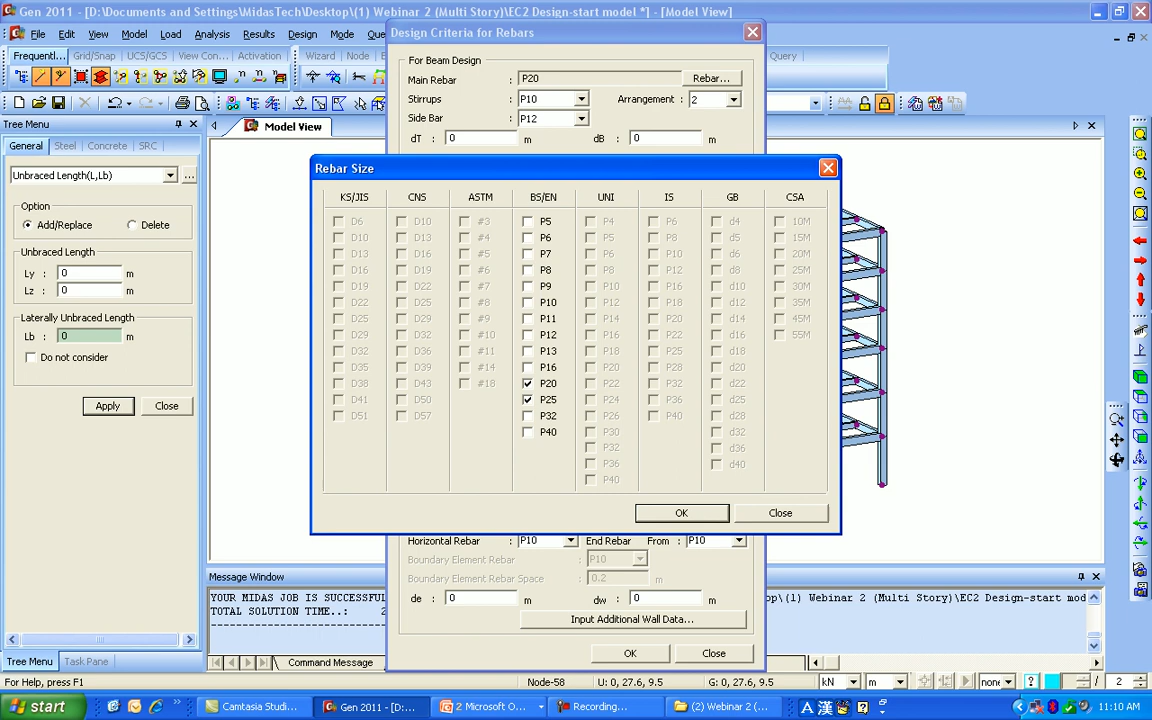 Gen 2011 - [D:\Documents and Settings\MidasTech\Desktop\(1) Webinar 2 (Multi Story)\EC2 Design-start model *] - [Model View]
File Edit View Model Load Analysis Results Design Mode
Frequentl... Grid/Snap UCS/GCS View Con... Activation Wizard Node Query
Tree Menu
Model View
General Steel Concrete SRC
Unbraced Length(L,Lb) ...
Option
Add/Replace Delete
Unbraced Length
Ly : 0 m
Lz : 0 m
Laterally Unbraced Length
Lb : 0 m
Do not consider
Apply Close
Tree Menu Task Pane
Design Criteria for Rebars
For Beam Design
Main Rebar : P20 Rebar...
Stirrups : P10 Arrangement : 2
Side Bar : P12
dT : 0 m dB : 0 m
Rebar Size
KS/JIS CNS ASTM BS/EN UNI IS GB CSA
D6 D10 #3 P5 P4 P6 d4 10M
D10 D13 #4 P6 P5 P8 d5 15M
D13 D16 #5 P7 P6 P10 d6 20M
D16 D19 #6 P8 P8 P12 d8 25M
D19 D22 #7 P9 P10 P16 d10 30M
D22 D25 #8 P10 P12 P18 d12 35M
D25 D29 #9 P11 P14 P20 d14 45M
D29 D32 #10 P12 P16 P22 d16 55M
D32 D36 #11 P13 P18 P25 d18
D35 D39 #14 P16 P20 P28 d20
D38 D43 #18 P20 P22 P32 d22
D41 D50 P25 P24 P36 d25
D51 D57 P32 P26 P40 d28
P40 P30 d32
P32 d36
P36 d40
P40
OK Close
Horizontal Rebar : P10 End Rebar From : P10
Boundary Element Rebar : P10
Boundary Element Rebar Space : 0.2 m
de : 0 m dw : 0 m
Input Additional Wall Data...
OK Close
Message Window
YOUR MIDAS JOB IS SUCCESSFUL
TOTAL SOLUTION TIME..: 2
Command Message
For Help, press F1 Node-58 U: 0, 27.6, 9.5 G: 0, 27.6, 9.5 kN m none ? / 2
start Camtasia Studi... Gen 2011 - [D:... 2 Microsoft O... Recording... (2) Webinar 2 ... A 漢 11:10 AM